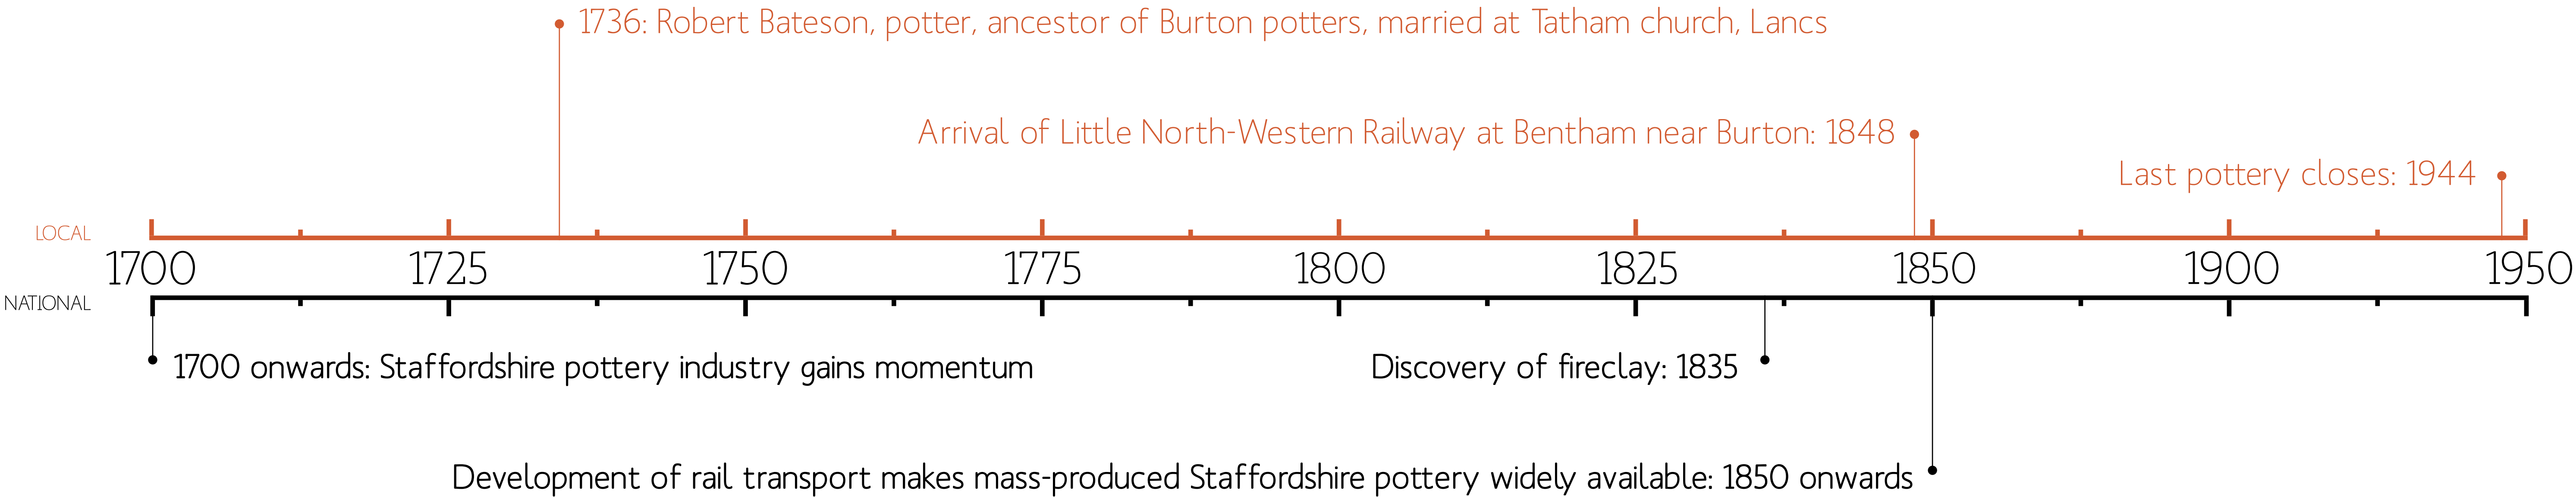 1736: Robert Bateson, potter, ancestor of Burton potters, married at Tatham church, Lancs
Arrival of Little North-Western Railway at Bentham near Burton: 1848
Last pottery closes: 1944
LOCAL
1700 1725 1750 1775 1800 1825 1850 1900 1950
NATIONAL
1700 onwards: Staffordshire pottery industry gains momentum
Discovery of fireclay: 1835
Development of rail transport makes mass-produced Staffordshire pottery widely available: 1850 onwards